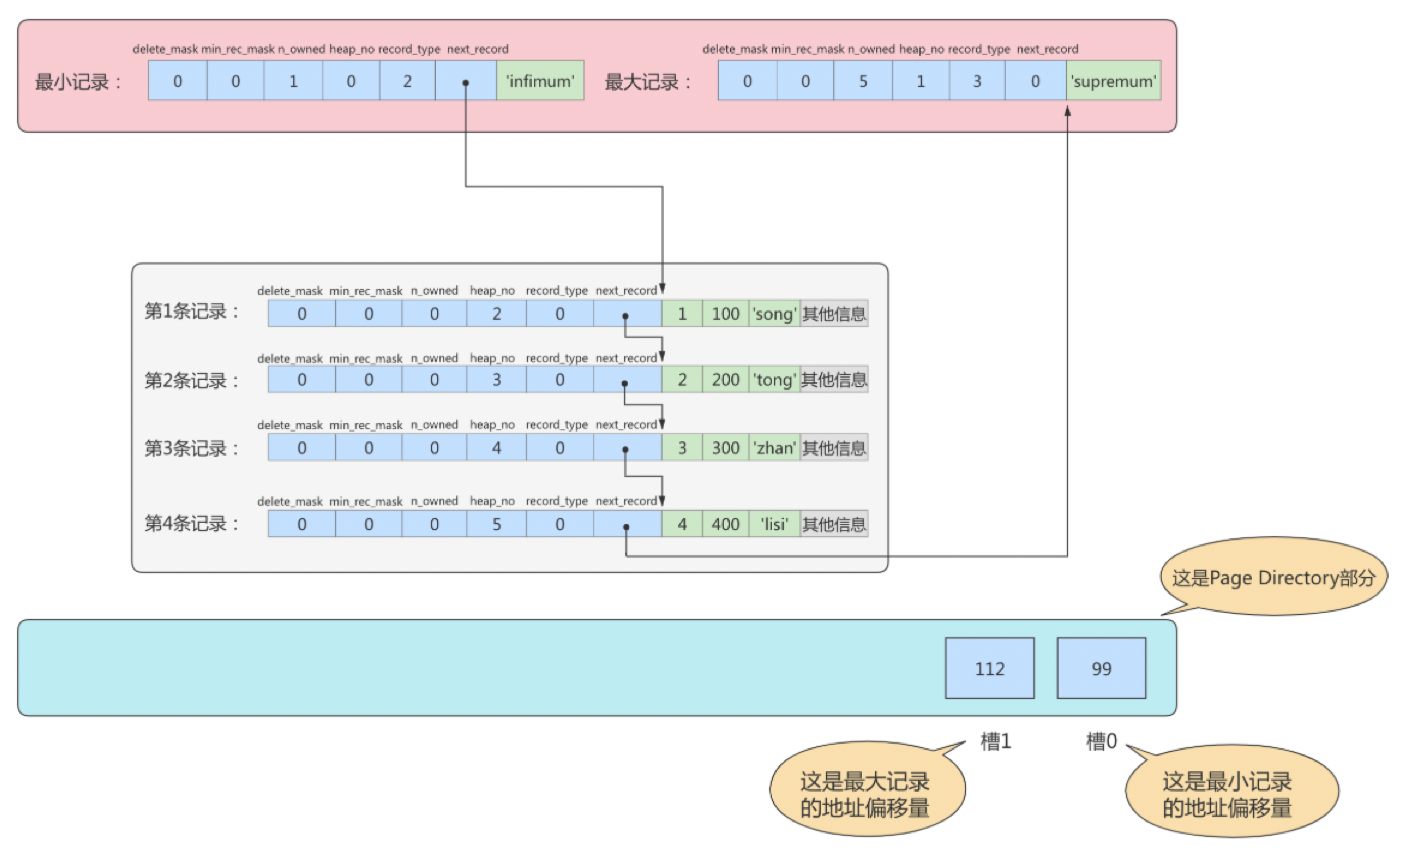 delete_mask min_rec_mask n_owned heap_no record_type next_record
delete_mask min_rec_mask n_owned heap_no record_type next_record
最小记录： 0 0 1 0 2 'infimum'
最大记录： 0 0 5 1 3 0 'supremum'
delete_mask min_rec_mask n_owned heap_no record_type next_record
第1条记录： 0 0 0 2 0 1 100 'song' 其他信息
delete_mask min_rec_mask n_owned heap_no record_type next_record
第2条记录： 0 0 0 3 0 2 200 'tong' 其他信息
delete_mask min_rec_mask n_owned heap_no record_type next_record
第3条记录： 0 0 0 4 0 3 300 'zhan' 其他信息
delete_mask min_rec_mask n_owned heap_no record_type next_record
第4条记录： 0 0 0 5 0 4 400 'lisi' 其他信息
这是Page Directory部分
112 99
槽1 槽0
这是最大记录
的地址偏移量
这是最小记录
的地址偏移量